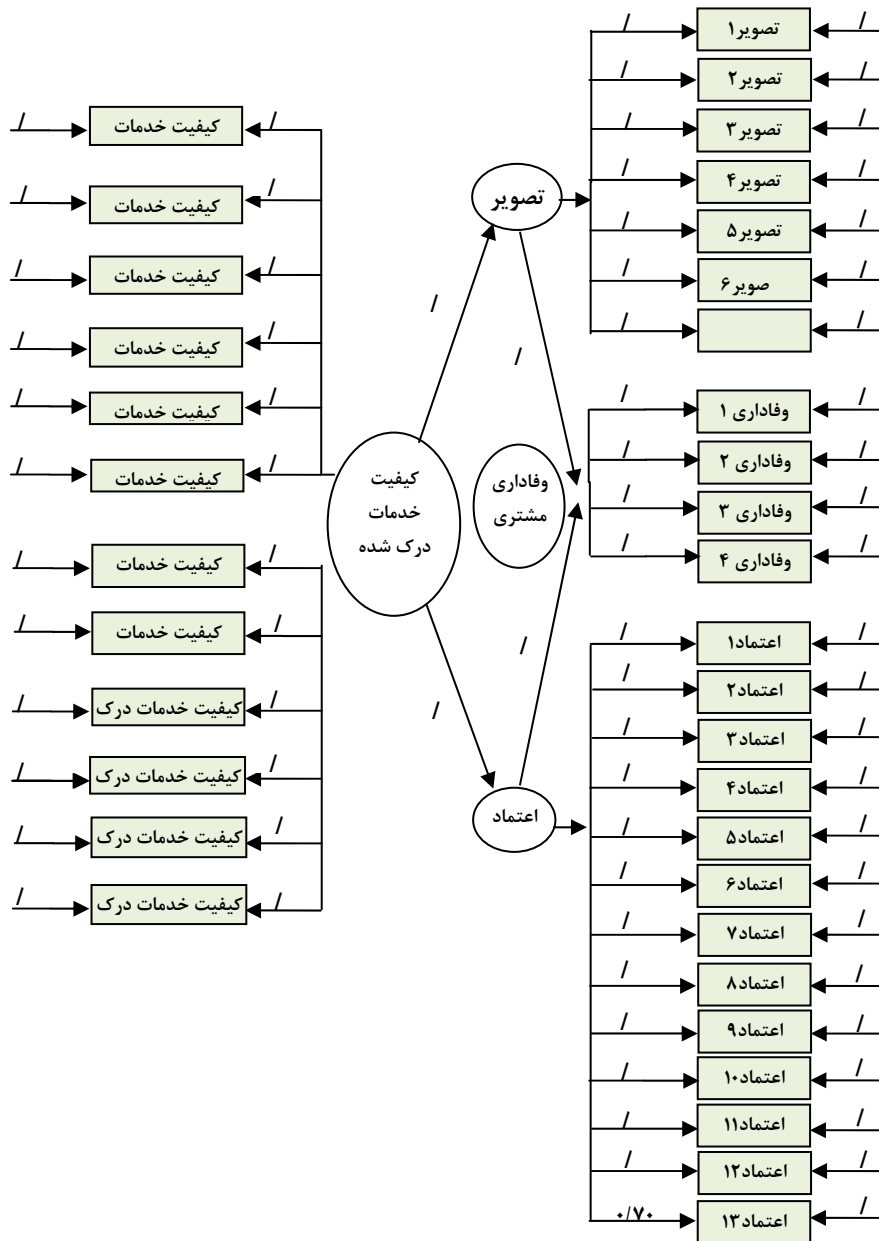 تصویر۱
تصویر۲
تصویر۳
تصویر۴
تصویر۵
صویر۶
کیفیت خدمات
کیفیت خدمات
کیفیت خدمات
کیفیت خدمات
کیفیت خدمات
کیفیت خدمات
کیفیت خدمات
کیفیت خدمات
کیفیت خدمات درک
کیفیت خدمات درک
کیفیت خدمات درک
کیفیت خدمات درک
تصویر
کیفیت
خدمات
درک شده
وفاداری
مشتری
اعتماد
وفاداری ۱
وفاداری ۲
وفاداری ۳
وفاداری ۴
اعتماد۱
اعتماد۲
اعتماد۳
اعتماد۴
اعتماد۵
اعتماد۶
اعتماد۷
اعتماد۸
اعتماد۹
اعتماد۱۰
اعتماد۱۱
اعتماد۱۲
اعتماد۱۳
۰/۷۰